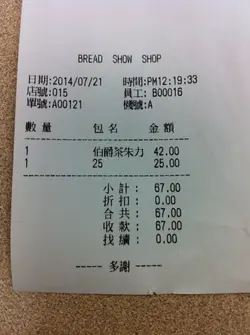 BREAD SHOW SHOP
日期:2014/07/21 時間:PM12:19:33
店號:015 員工: B00016
單號:A00121 機號:A
數 量 包 名 金 額
1 伯爵茶朱力 42.00
1 25 25.00
小 計 : 67.00
折 扣 : 0.00
合 共 : 67.00
收 款 : 67.00
找 續 : 0.00
----- 多謝 -----